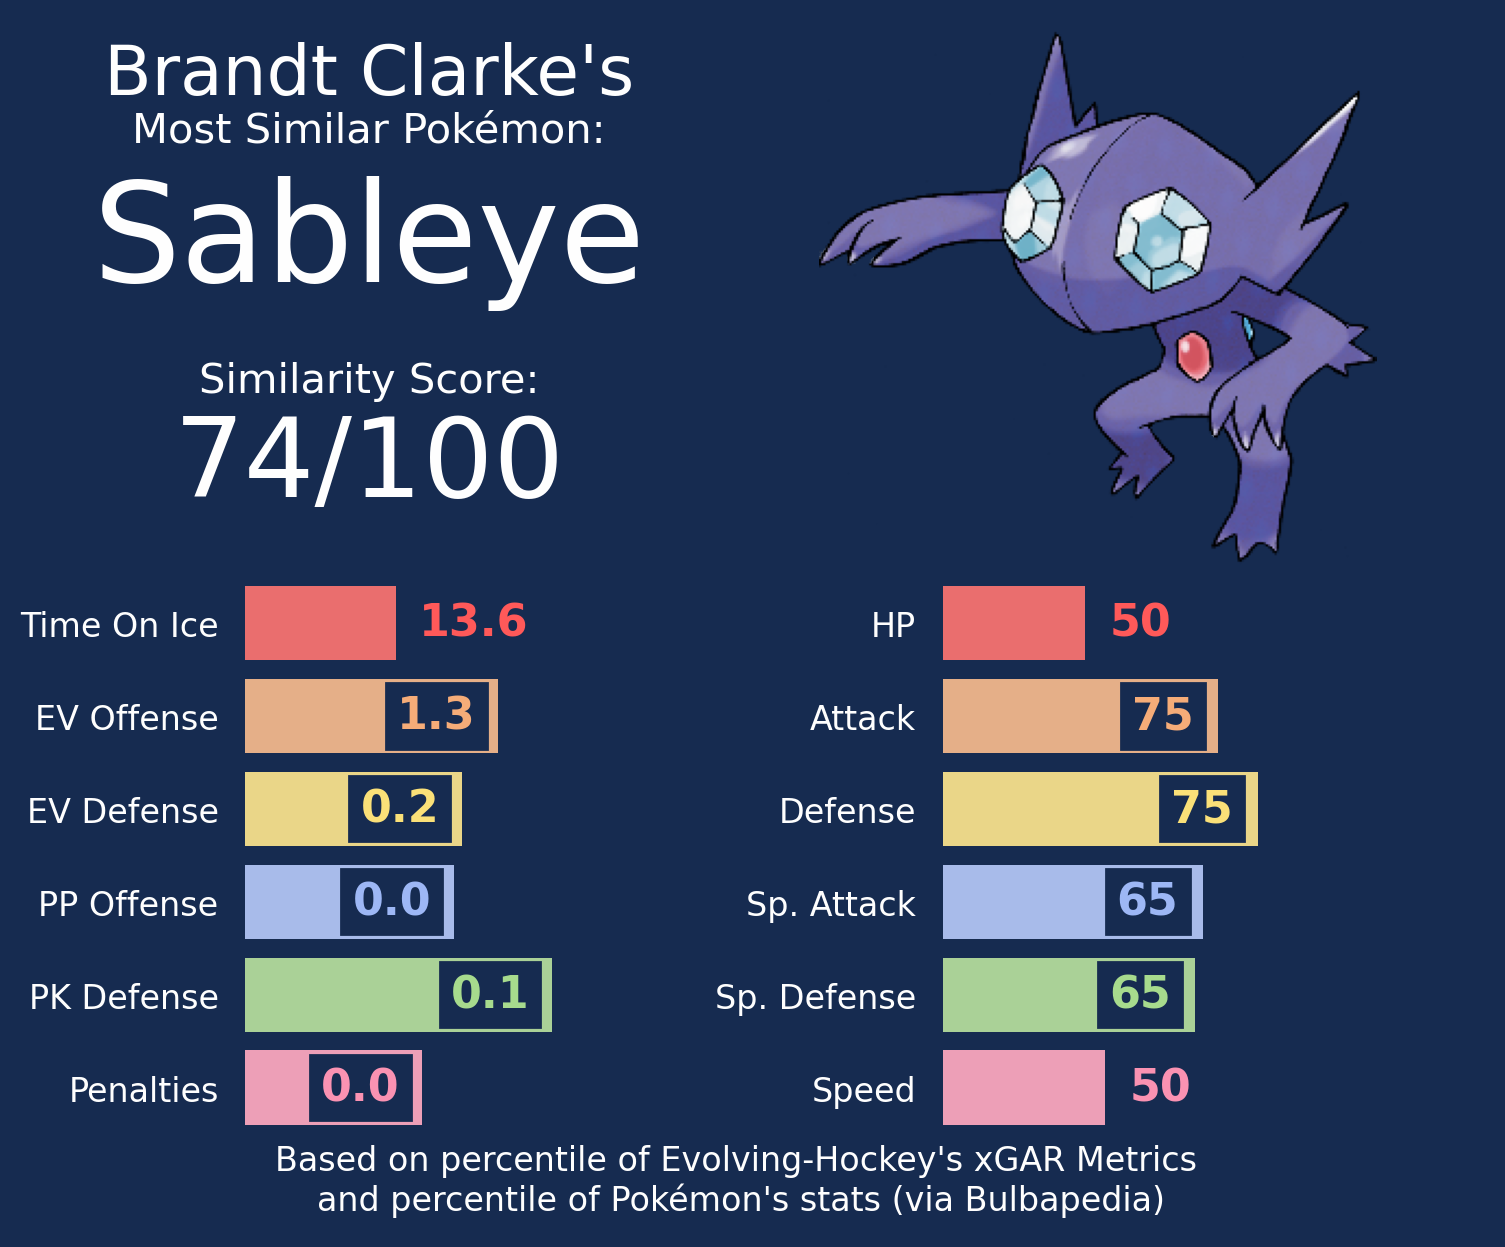 Brandt Clarke's
Most Similar Pokémon:
Sableye
Similarity Score:
74/100
Time On Ice 13.6
EV Offense 1.3
EV Defense 0.2
PP Offense 0.0
PK Defense 0.1
Penalties 0.0
HP 50
Attack 75
Defense 75
Sp. Attack 65
Sp. Defense 65
Speed 50
Based on percentile of Evolving-Hockey's xGAR Metrics
and percentile of Pokémon's stats (via Bulbapedia)